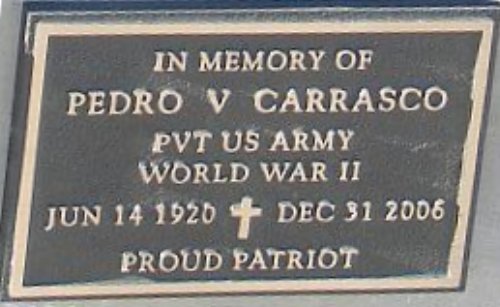 IN MEMORY OF
PEDRO V CARRASCO
PVT US ARMY
WORLD WAR II
JUN 14 1920 DEC 31 2006
PROUD PATRIOT